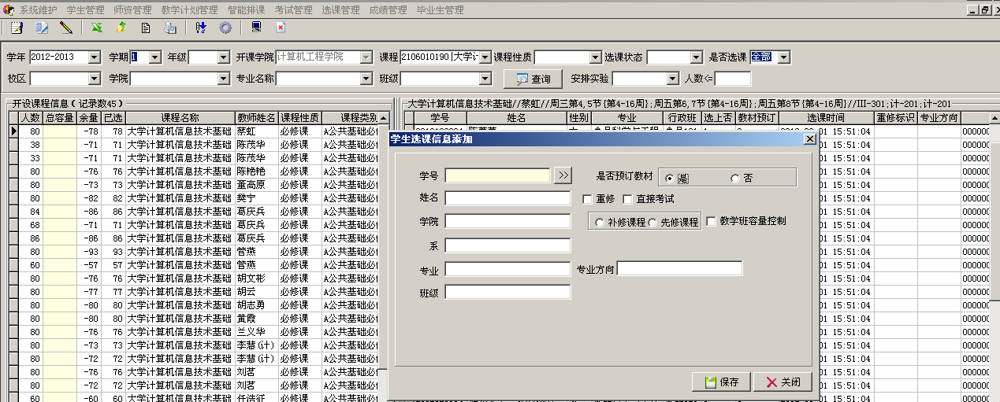 系统维护 学生管理 师资管理 教学计划管理 智能排课 考试管理 选课管理 成绩管理 毕业生管理
学年 2012-2013 学期 1 年级 开课学院 计算机工程学院 课程 2106010190|大学计 课程性质 选课状态 是否选课 全部
校区 学院 专业名称 班级 查询 安排实验 人数<=
开设课程信息(记录数45) 大学计算机信息技术基础//蔡虹//周三第4,5节{第4-16周};周五第6,7节{第4-16周};周五第8节{第4-16周}//III-301;计-201;计-201
人数 总容量 余量 已选 课程名称 教师姓名 课程性质 课程类别 学号 姓名 性别 专业 行政班 选上否 教材预订 选课时间 重修标识 专业方向
80 -78 78 大学计算机信息技术基础 蔡虹 必修课 A公共基础必 01 15:51:04 000000
38 -71 71 大学计算机信息技术基础 陈茂华 必修课 A公共基础必 01 15:51:04 000000
33 -71 71 大学计算机信息技术基础 陈茂华 必修课 A公共基础必 01 15:51:04 000000
80 -76 76 大学计算机信息技术基础 陈艳艳 必修课 A公共基础必 01 15:51:04 000000
80 -73 73 大学计算机信息技术基础 董高原 必修课 A公共基础必 01 15:51:04 000000
80 -82 82 大学计算机信息技术基础 樊宁 必修课 A公共基础必 01 15:51:04 000000
84 -86 86 大学计算机信息技术基础 葛庆兵 必修课 A公共基础必 01 15:51:04 000000
68 -71 71 大学计算机信息技术基础 葛庆兵 必修课 A公共基础必 01 15:51:04 000000
80 -86 86 大学计算机信息技术基础 葛庆兵 必修课 A公共基础必 01 15:51:04 000000
80 -93 93 大学计算机信息技术基础 管燕 必修课 A公共基础必 01 15:51:04 000000
60 -57 57 大学计算机信息技术基础 管燕 必修课 A公共基础必 01 15:51:04 000000
80 -76 76 大学计算机信息技术基础 胡文彬 必修课 A公共基础必 01 15:51:04 000000
80 -77 77 大学计算机信息技术基础 胡云 必修课 A公共基础必 01 15:51:04 000000
80 -80 80 大学计算机信息技术基础 胡志勇 必修课 A公共基础必 01 15:51:04 000000
80 -80 80 大学计算机信息技术基础 黄霞 必修课 A公共基础必 01 15:51:04 000000
80 -76 76 大学计算机信息技术基础 兰义华 必修课 A公共基础必 01 15:51:04 000000
80 -73 73 大学计算机信息技术基础 李慧(计) 必修课 A公共基础必 01 15:51:04 000000
80 -72 72 大学计算机信息技术基础 李慧(计) 必修课 A公共基础必 01 15:51:04 000000
80 -76 76 大学计算机信息技术基础 刘茗 必修课 A公共基础必 01 15:51:04 000000
80 -72 72 大学计算机信息技术基础 刘茗 必修课 A公共基础必 01 15:51:04 000000
80 -60 60 大学计算机信息技术基础 任浩征 必修课 A公共基础必
学生选课信息添加
学号 >> 是否预订教材 是 否
姓名 重修 直接考试
学院 补修课程 先修课程 教学班容量控制
系
专业 专业方向
班级
保存 关闭